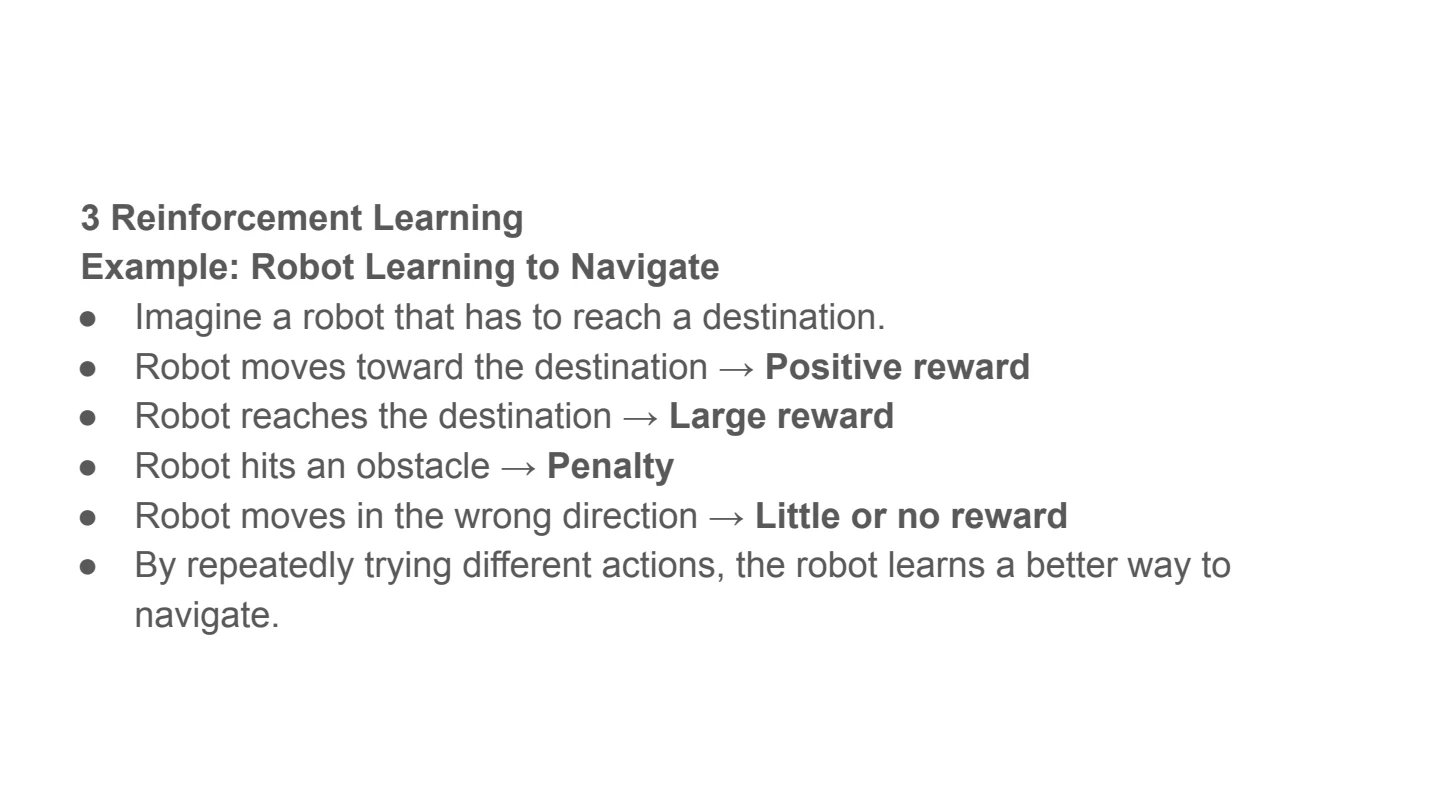 3 Reinforcement Learning
Example: Robot Learning to Navigate
● Imagine a robot that has to reach a destination.
● Robot moves toward the destination → Positive reward
● Robot reaches the destination → Large reward
● Robot hits an obstacle → Penalty
● Robot moves in the wrong direction → Little or no reward
● By repeatedly trying different actions, the robot learns a better way to
navigate.